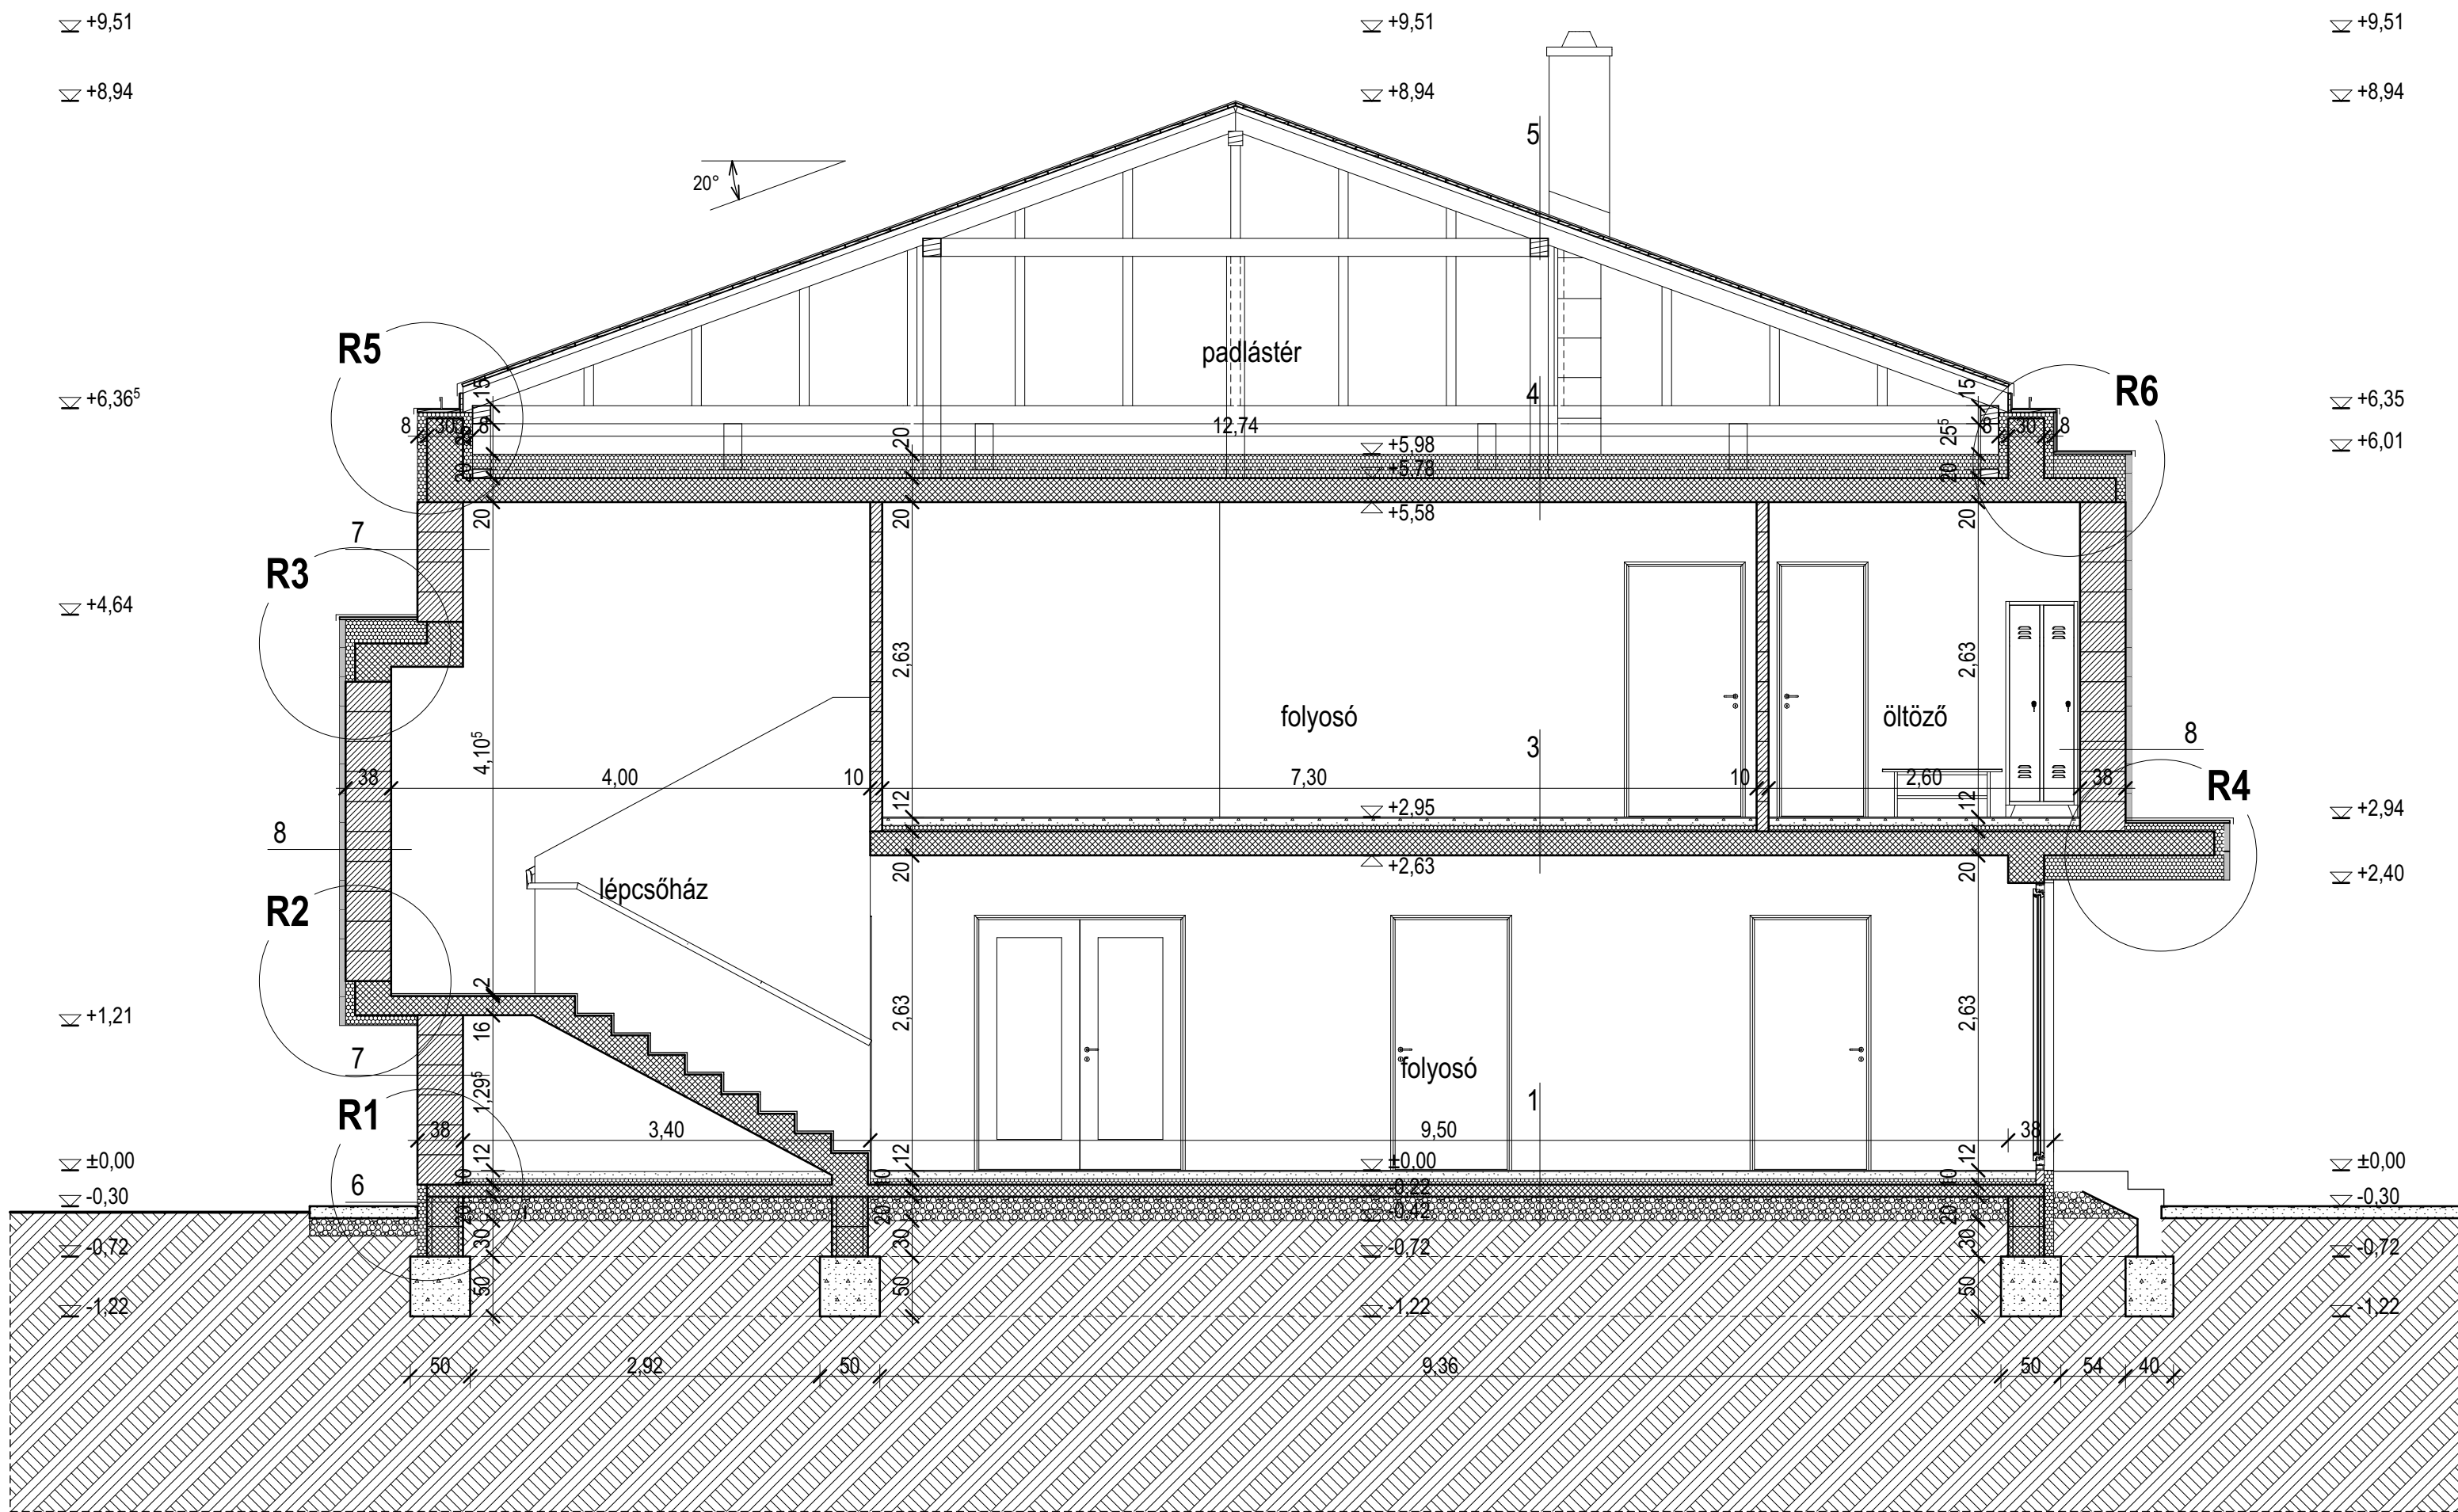 +9,51 +9,51 +9,51
+8,94 +8,94 +8,94
5
20°
R5
padlástér
R6
+6,36⁵ 15 4 15 +6,35
8 30 8 12,74 8 30 8
20 25⁵ +6,01
+5,98
20 +5,78 20
20 20 +5,58 20
7
R3
+4,64
2,63 2,63
folyosó öltöző
4,10⁵ 3 8
38 4,00 10 7,30 10 2,60 38
R4
12 +2,95 12 +2,94
8
20 +2,63 20 +2,40
lépcsőház
R2
2
+1,21 16 2,63 2,63
7 folyosó
1,29⁵ 1
R1
38 3,40 9,50 38
±0,00 12 12 ±0,00 12 ±0,00
10 10 10
6
-0,30 -0,22 -0,30
20 20 -0,42 20
-0,72 30 30 -0,72 30 -0,72
-1,22 50 50 -1,22 50 -1,22
50 2,92 50 9,36 50 54 40